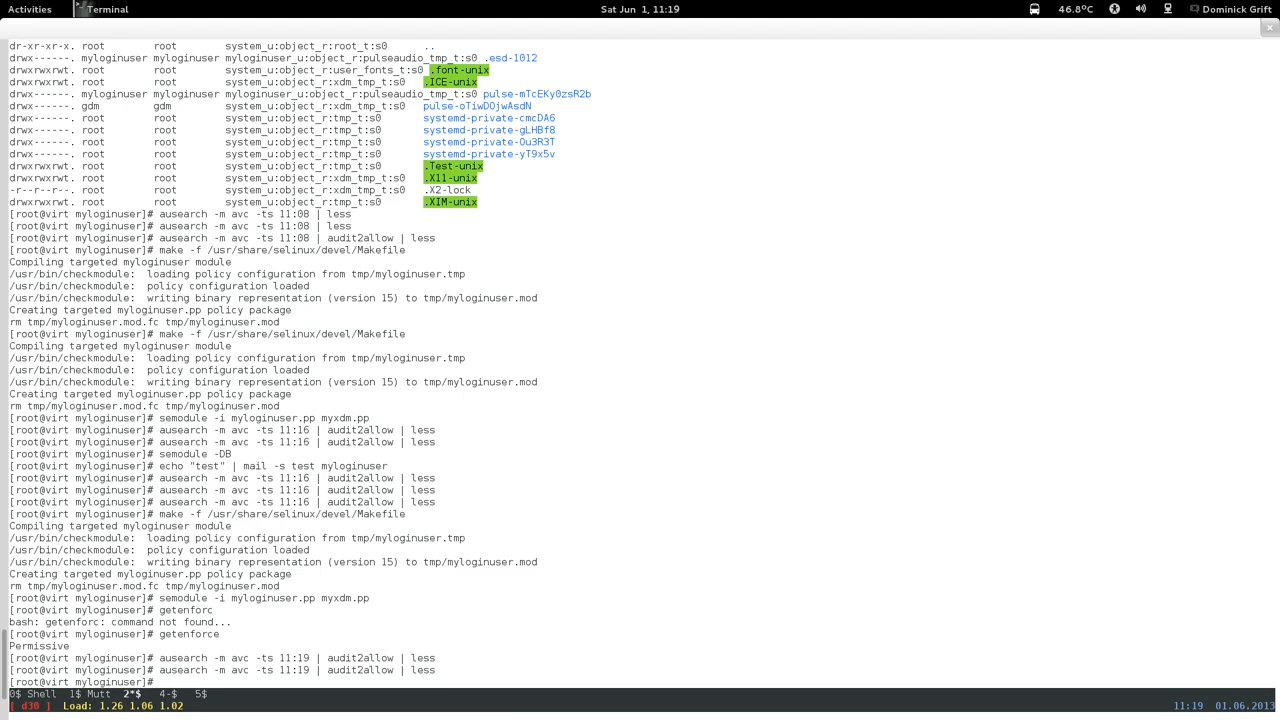 Activities Terminal Sat Jun 1, 11:19 46.8°C Dominick Grift
dr-xr-xr-x. root root system_u:object_r:root_t:s0 ..
drwx------. myloginuser myloginuser myloginuser_u:object_r:pulseaudio_tmp_t:s0 .esd-1012
drwxrwxrwt. root root system_u:object_r:user_fonts_t:s0 .font-unix
drwxrwxrwt. root root system_u:object_r:xdm_tmp_t:s0 .ICE-unix
drwx------. myloginuser myloginuser myloginuser_u:object_r:pulseaudio_tmp_t:s0 pulse-mTcEKy0zsR2b
drwx------. gdm gdm system_u:object_r:xdm_tmp_t:s0 pulse-oTiwDOjwAsdN
drwx------. root root system_u:object_r:tmp_t:s0 systemd-private-cmcDA6
drwx------. root root system_u:object_r:tmp_t:s0 systemd-private-gLHBf8
drwx------. root root system_u:object_r:tmp_t:s0 systemd-private-0u3R3T
drwx------. root root system_u:object_r:tmp_t:s0 systemd-private-yT9x5v
drwxrwxrwt. root root system_u:object_r:tmp_t:s0 .Test-unix
drwxrwxrwt. root root system_u:object_r:xdm_tmp_t:s0 .X11-unix
-r--r--r--. root root system_u:object_r:xdm_tmp_t:s0 .X2-lock
drwxrwxrwt. root root system_u:object_r:tmp_t:s0 .XIM-unix
[root@virt myloginuser]# ausearch -m avc -ts 11:08 | less
[root@virt myloginuser]# ausearch -m avc -ts 11:08 | less
[root@virt myloginuser]# ausearch -m avc -ts 11:08 | audit2allow | less
[root@virt myloginuser]# make -f /usr/share/selinux/devel/Makefile
Compiling targeted myloginuser module
/usr/bin/checkmodule:  loading policy configuration from tmp/myloginuser.tmp
/usr/bin/checkmodule:  policy configuration loaded
/usr/bin/checkmodule:  writing binary representation (version 15) to tmp/myloginuser.mod
Creating targeted myloginuser.pp policy package
rm tmp/myloginuser.mod.fc tmp/myloginuser.mod
[root@virt myloginuser]# make -f /usr/share/selinux/devel/Makefile
Compiling targeted myloginuser module
/usr/bin/checkmodule:  loading policy configuration from tmp/myloginuser.tmp
/usr/bin/checkmodule:  policy configuration loaded
/usr/bin/checkmodule:  writing binary representation (version 15) to tmp/myloginuser.mod
Creating targeted myloginuser.pp policy package
rm tmp/myloginuser.mod.fc tmp/myloginuser.mod
[root@virt myloginuser]# semodule -i myloginuser.pp myxdm.pp
[root@virt myloginuser]# ausearch -m avc -ts 11:16 | audit2allow | less
[root@virt myloginuser]# ausearch -m avc -ts 11:16 | audit2allow | less
[root@virt myloginuser]# semodule -DB
[root@virt myloginuser]# echo "test" | mail -s test myloginuser
[root@virt myloginuser]# ausearch -m avc -ts 11:16 | audit2allow | less
[root@virt myloginuser]# ausearch -m avc -ts 11:16 | audit2allow | less
[root@virt myloginuser]# ausearch -m avc -ts 11:16 | audit2allow | less
[root@virt myloginuser]# make -f /usr/share/selinux/devel/Makefile
Compiling targeted myloginuser module
/usr/bin/checkmodule:  loading policy configuration from tmp/myloginuser.tmp
/usr/bin/checkmodule:  policy configuration loaded
/usr/bin/checkmodule:  writing binary representation (version 15) to tmp/myloginuser.mod
Creating targeted myloginuser.pp policy package
rm tmp/myloginuser.mod.fc tmp/myloginuser.mod
[root@virt myloginuser]# semodule -i myloginuser.pp myxdm.pp
[root@virt myloginuser]# getenforc
bash: getenforc: command not found...
[root@virt myloginuser]# getenforce
Permissive
[root@virt myloginuser]# ausearch -m avc -ts 11:19 | audit2allow | less
[root@virt myloginuser]# ausearch -m avc -ts 11:19 | audit2allow | less
[root@virt myloginuser]#
0$ Shell 1$ Mutt 2*$ 4-$ 5$
[ d30 ] Load: 1.26 1.06 1.02 11:19 01.06.2013